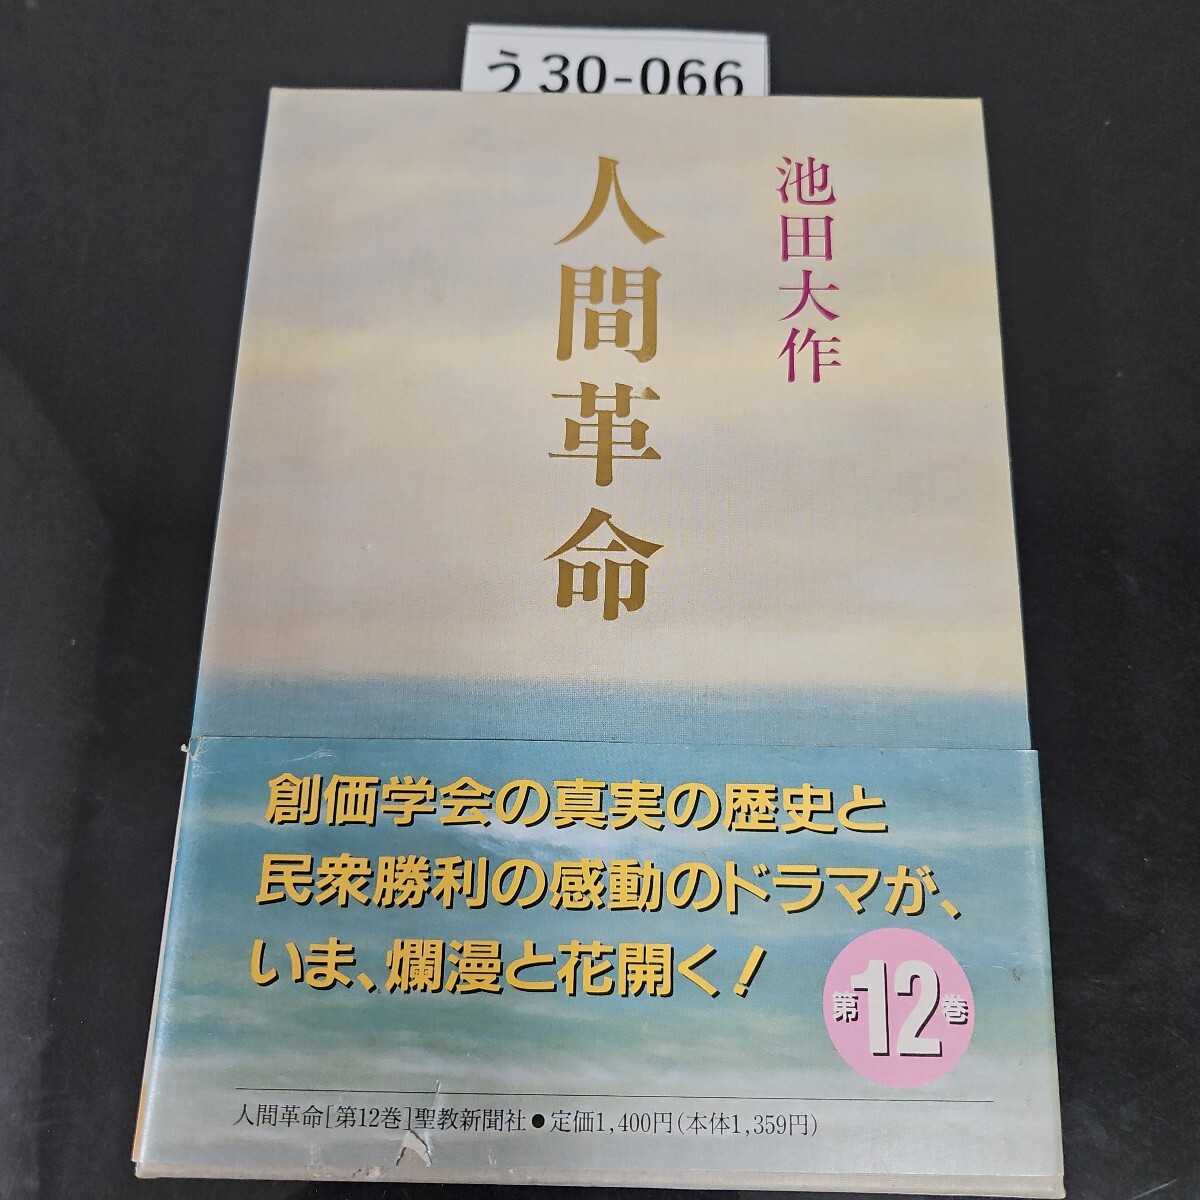 う30-066
池田大作
人間革命
創価学会の真実の歴史と
民衆勝利の感動のドラマが、
いま、爛漫と花開く!
第12巻
人間革命[第12巻]聖教新聞社●定価1,400円(本体1,359円)